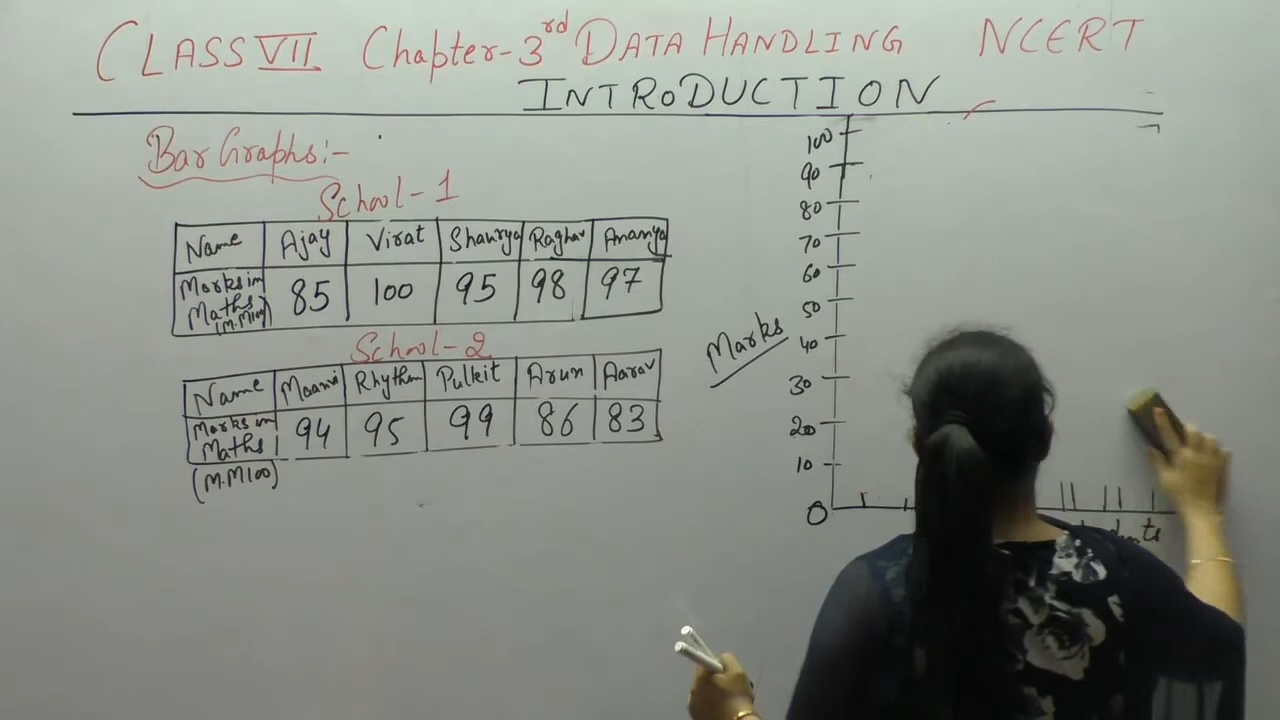 CLASS VII Chapter-3rd DATA HANDLING NCERT
INTRODUCTION
Bar Graphs:-
School-1
Name Ajay Virat Shaurya Raghav Ananya
Marks in Maths (M.M100) 85 100 95 98 97
School-2
Name Maanvi Rhythm Pulkit Arun Aarav
Marks in Maths 94 95 99 86 83
(M.M100)
100
90
80
70
60
50
Marks
40
30
20
10
0